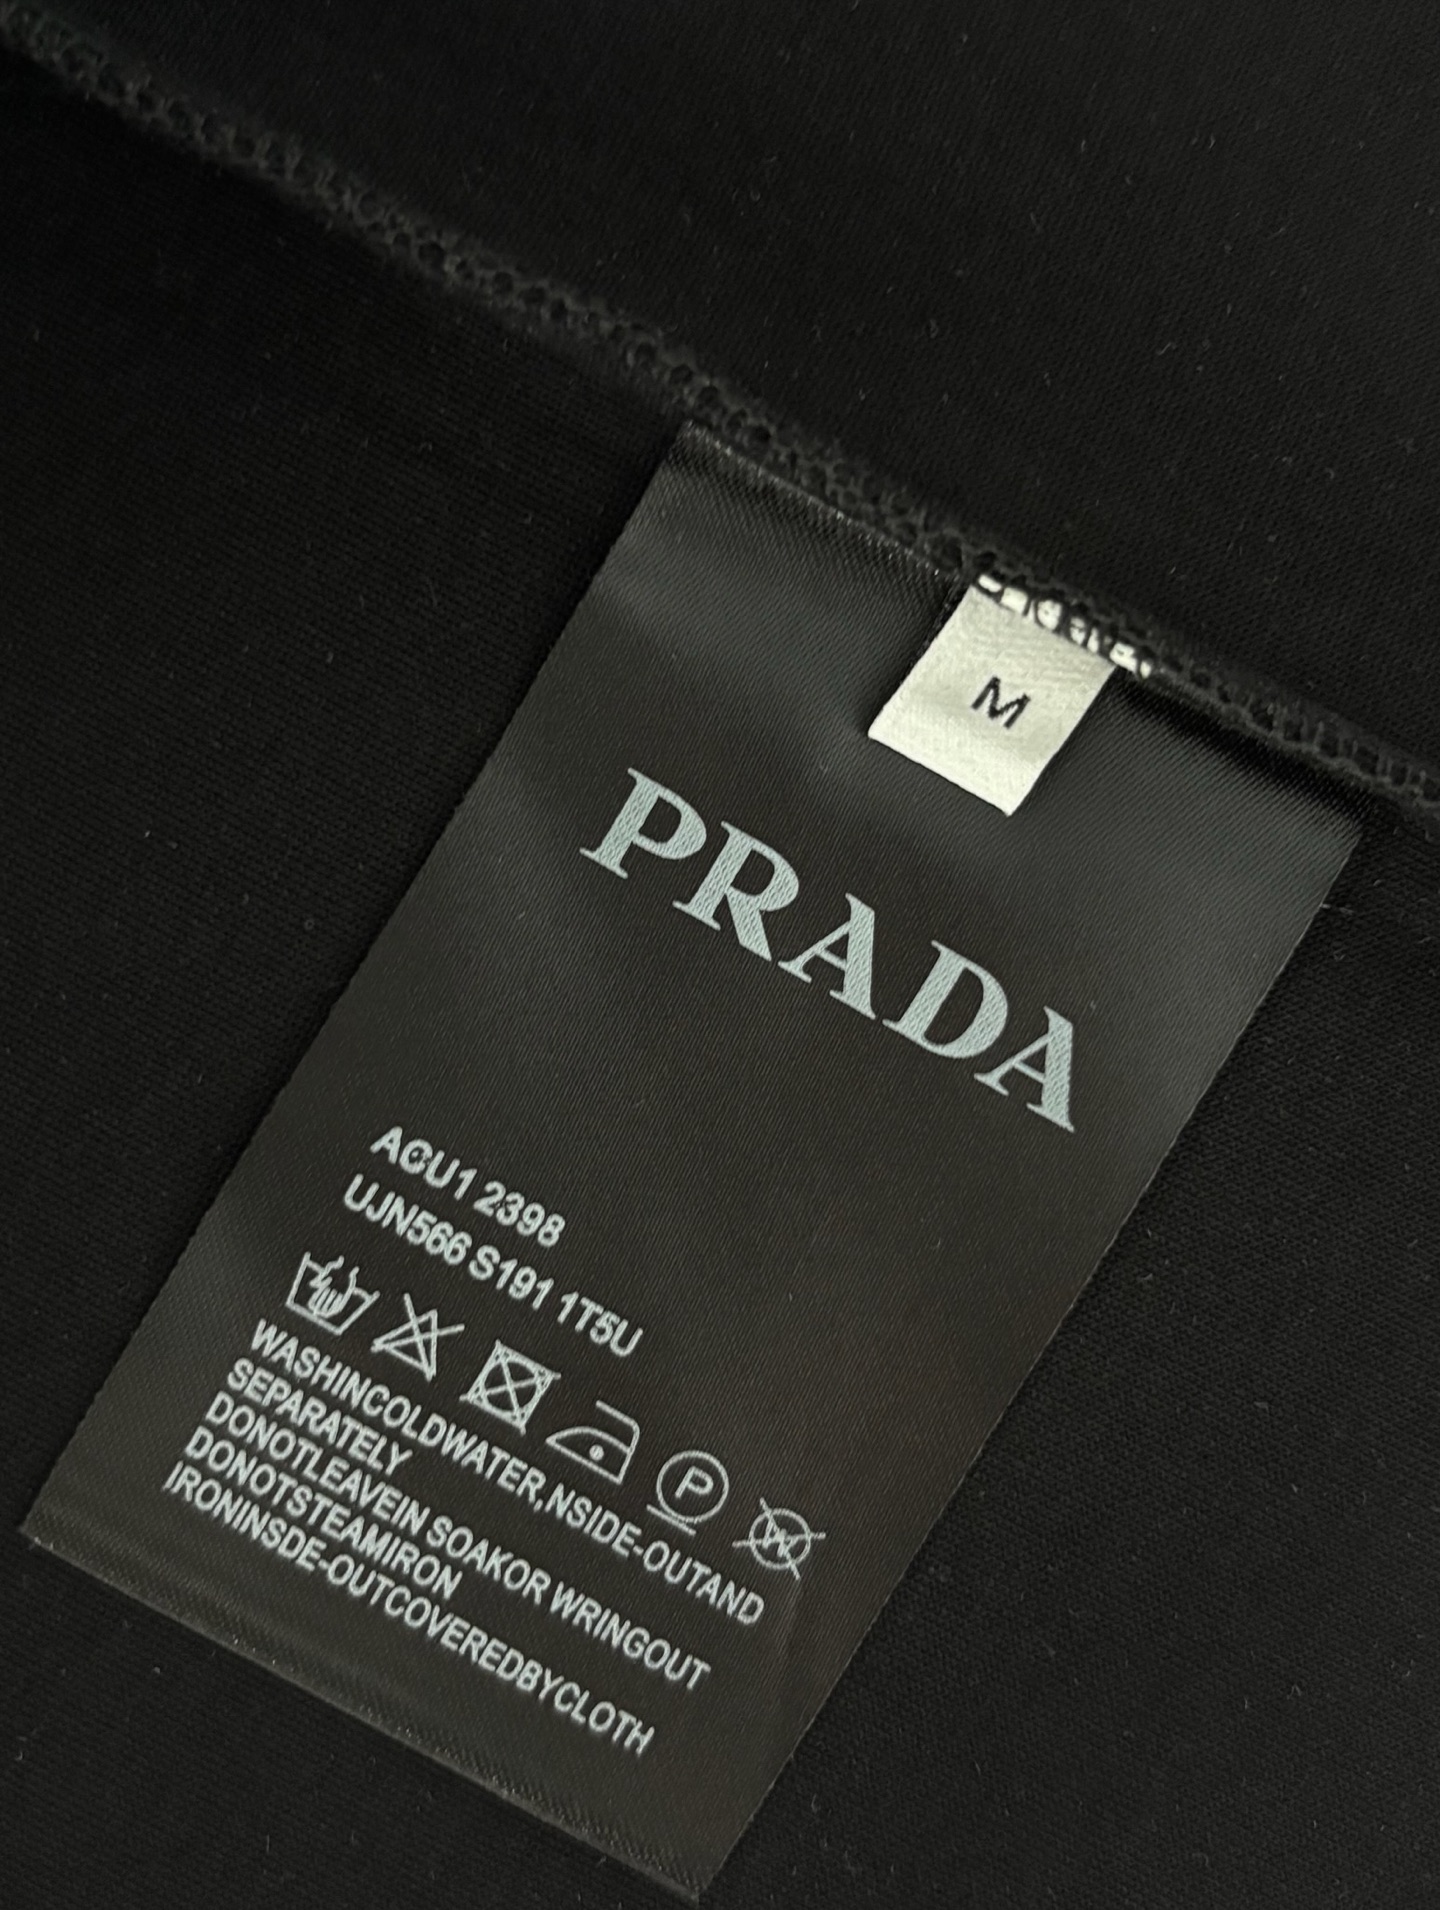 M
PRADA
ACU1 2398
UJN566 S191 1T5U
P
W
WASHINCOLDWATER,NSIDE-OUTAND
SEPARATELY
DONOTLEAVEIN SOAKOR WRINGOUT
DONOTSTEAMIRON
IRONINSDE-OUTCOVEREDBYCLOTH